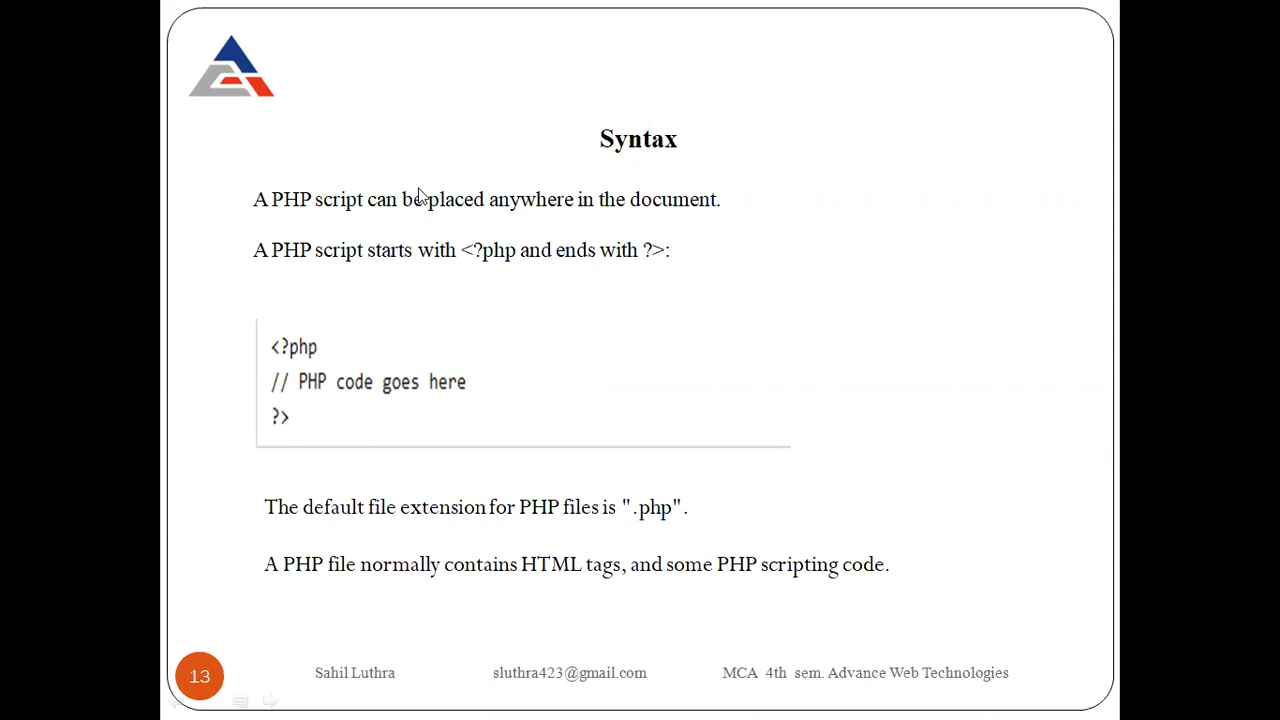 Syntax
A PHP script can be placed anywhere in the document.
A PHP script starts with <?php and ends with ?>:
<?php
// PHP code goes here
?>
The default file extension for PHP files is ".php".
A PHP file normally contains HTML tags, and some PHP scripting code.
13 Sahil Luthra sluthra423@gmail.com MCA 4th sem. Advance Web Technologies